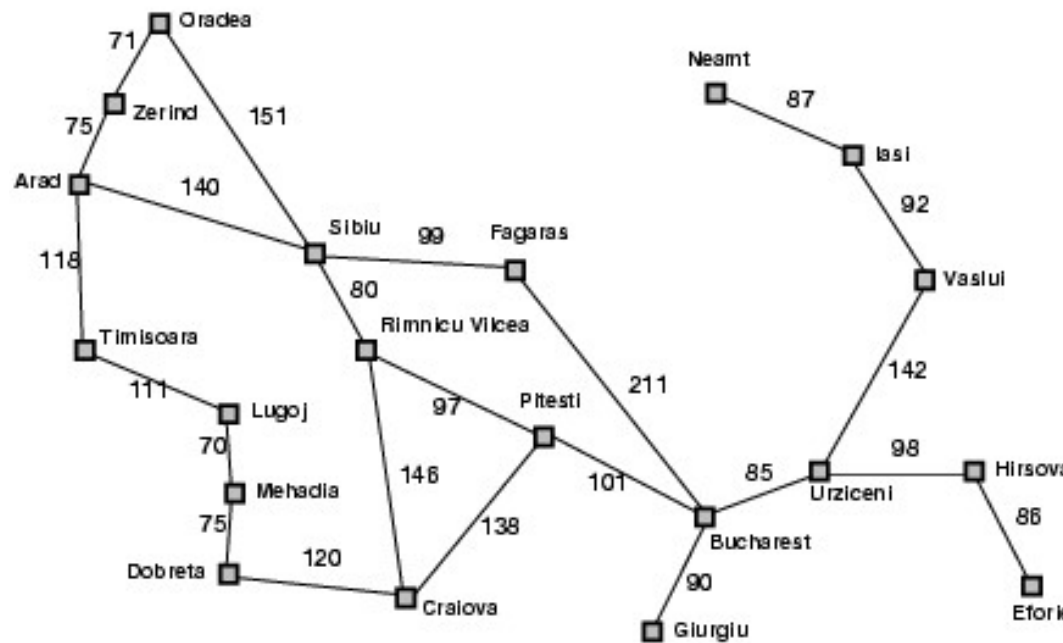 Oradea
71
Neamt
87
Zerind
151
75
Iasi
Arad
140
92
Sibiu
99
Fagaras
118
Vaslui
80
Timisoara
Rimnicu Vilcea
142
111
211
Lugoj
97
Pitesti
70
98
Hirsova
146
101
85
Mehadia
Urziceni
86
75
138
Bucharest
120
Dobreta
90
Craiova
Eforie
Giurgiu